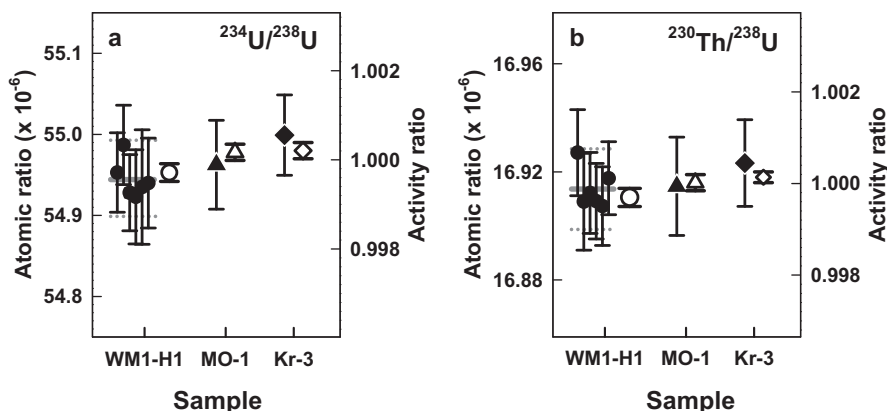 a
²³⁴U/²³⁸U
55.1
55.0
54.9
54.8
Atomic ratio (x 10⁻⁶)
1.002
1.000
0.998
Activity ratio
WM1-H1 MO-1 Kr-3
Sample
b
²³⁰Th/²³⁸U
16.96
16.92
16.88
Atomic ratio (x 10⁻⁶)
1.002
1.000
0.998
Activity ratio
WM1-H1 MO-1 Kr-3
Sample